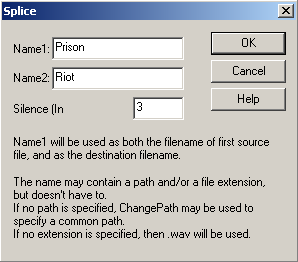 Splice
Name1: Prison
OK
Name2: Riot
Cancel
Silence (In 3
Help
Name1 will be used as both the filename of first source
file, and as the destination filename.
The name may contain a path and/or a file extension,
but doesn't have to.
If no path is specified, ChangePath may be used to
specify a common path.
If no extension is specified, then .wav will be used.